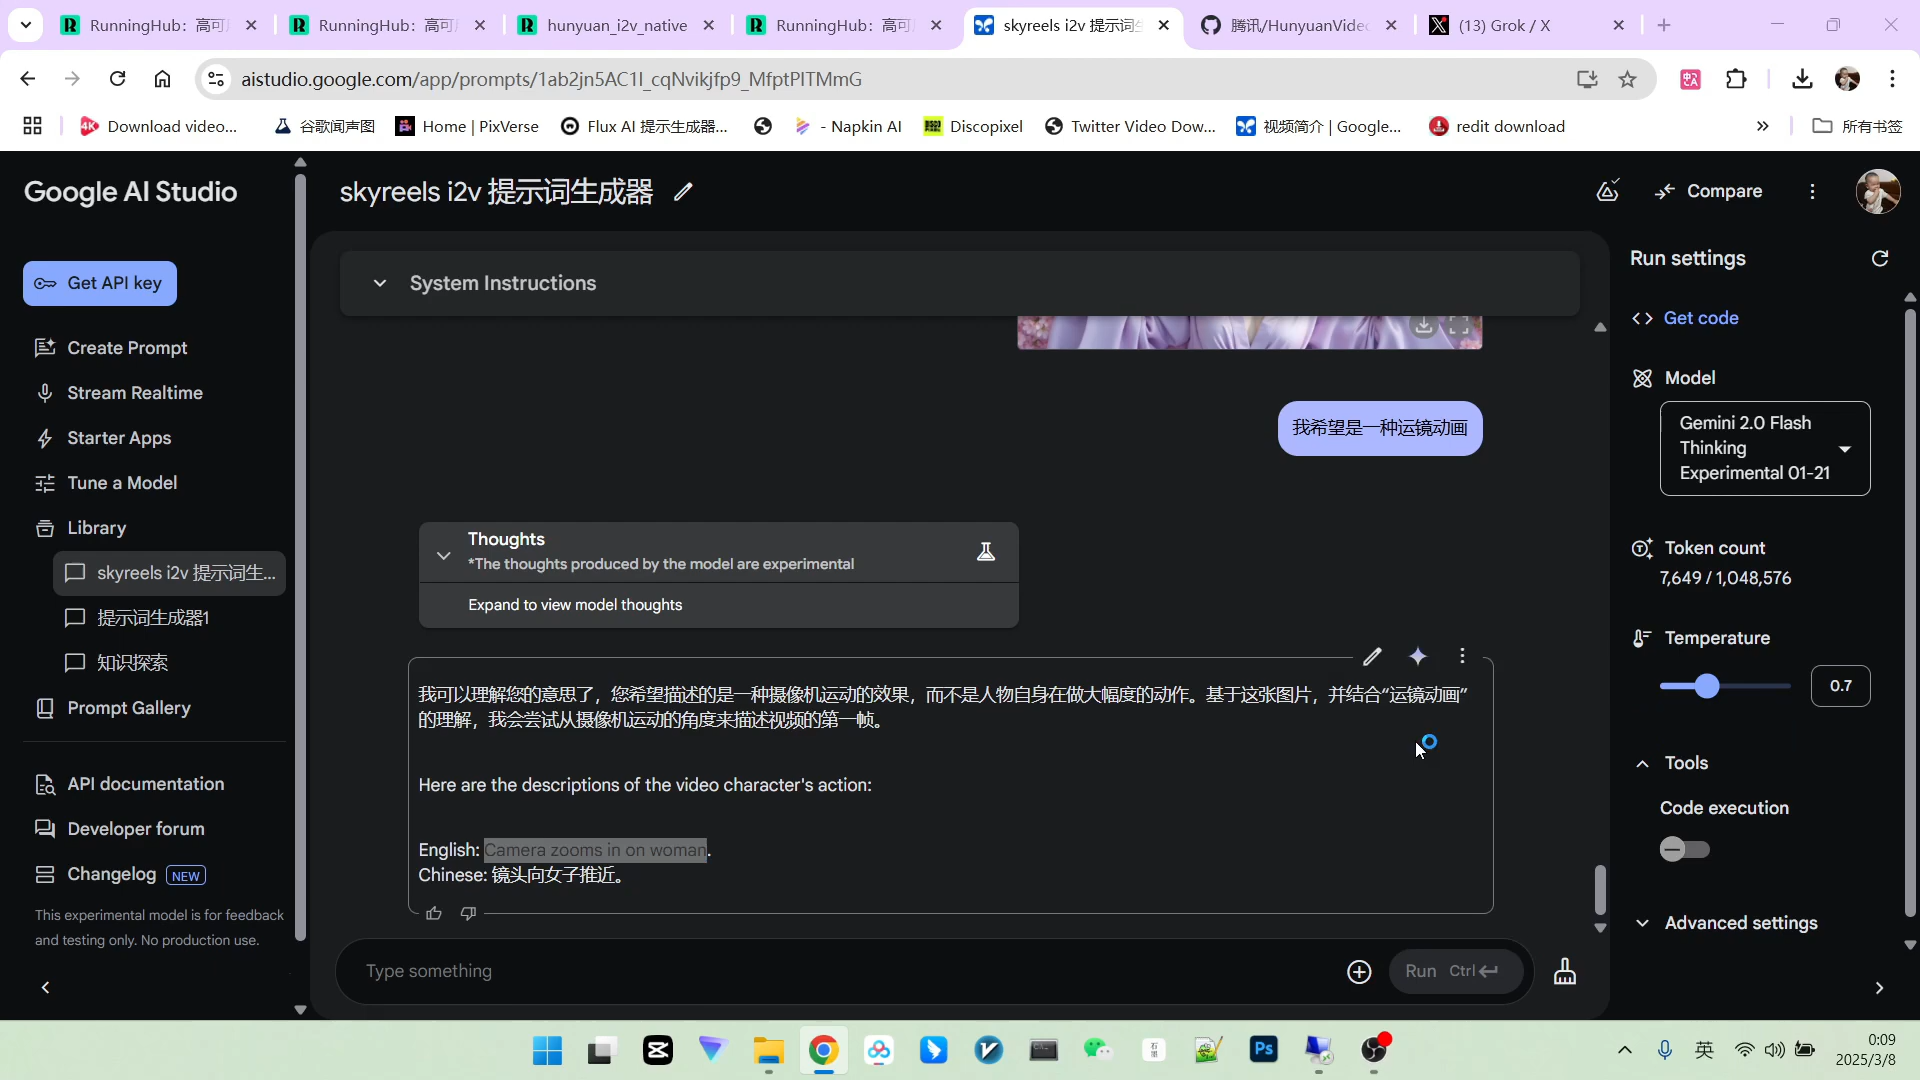 RunningHub: 高可
RunningHub: 高可
hunyuan_i2v_native
RunningHub: 高可
skyreels i2v 提示词
腾讯/HunyuanVide
(13) Grok / X
aistudio.google.com/app/prompts/1ab2jn5AC1l_cqNvikjfp9_MfptPlTMmG
Download video...
谷歌闻声图
Home | PixVerse
Flux AI 提示生成器...
- Napkin AI
Discopixel
Twitter Video Dow...
视频简介 | Google...
redit download
所有书签
Google AI Studio
skyreels i2v 提示词生成器
Compare
Get API key
System Instructions
Run settings
Get code
Create Prompt
Stream Realtime
Starter Apps
Tune a Model
Library
skyreels i2v 提示词生...
提示词生成器1
知识探索
Prompt Gallery
API documentation
Developer forum
Changelog NEW
This experimental model is for feedback
and testing only. No production use.
我希望是一种运镜动画
Thoughts
*The thoughts produced by the model are experimental
Expand to view model thoughts
我可以理解您的意思了，您希望描述的是一种摄像机运动的效果，而不是人物自身在做大幅度的动作。基于这张图片，并结合“运镜动画”
的理解，我会尝试从摄像机运动的角度来描述视频的第一帧。
Here are the descriptions of the video character's action:
English: Camera zooms in on woman.
Chinese: 镜头向女子推近。
Type something
Run Ctrl
Model
Gemini 2.0 Flash
Thinking
Experimental 01-21
Token count
7,649 / 1,048,576
Temperature
0.7
Tools
Code execution
Advanced settings
Ps
英
0:09
2025/3/8